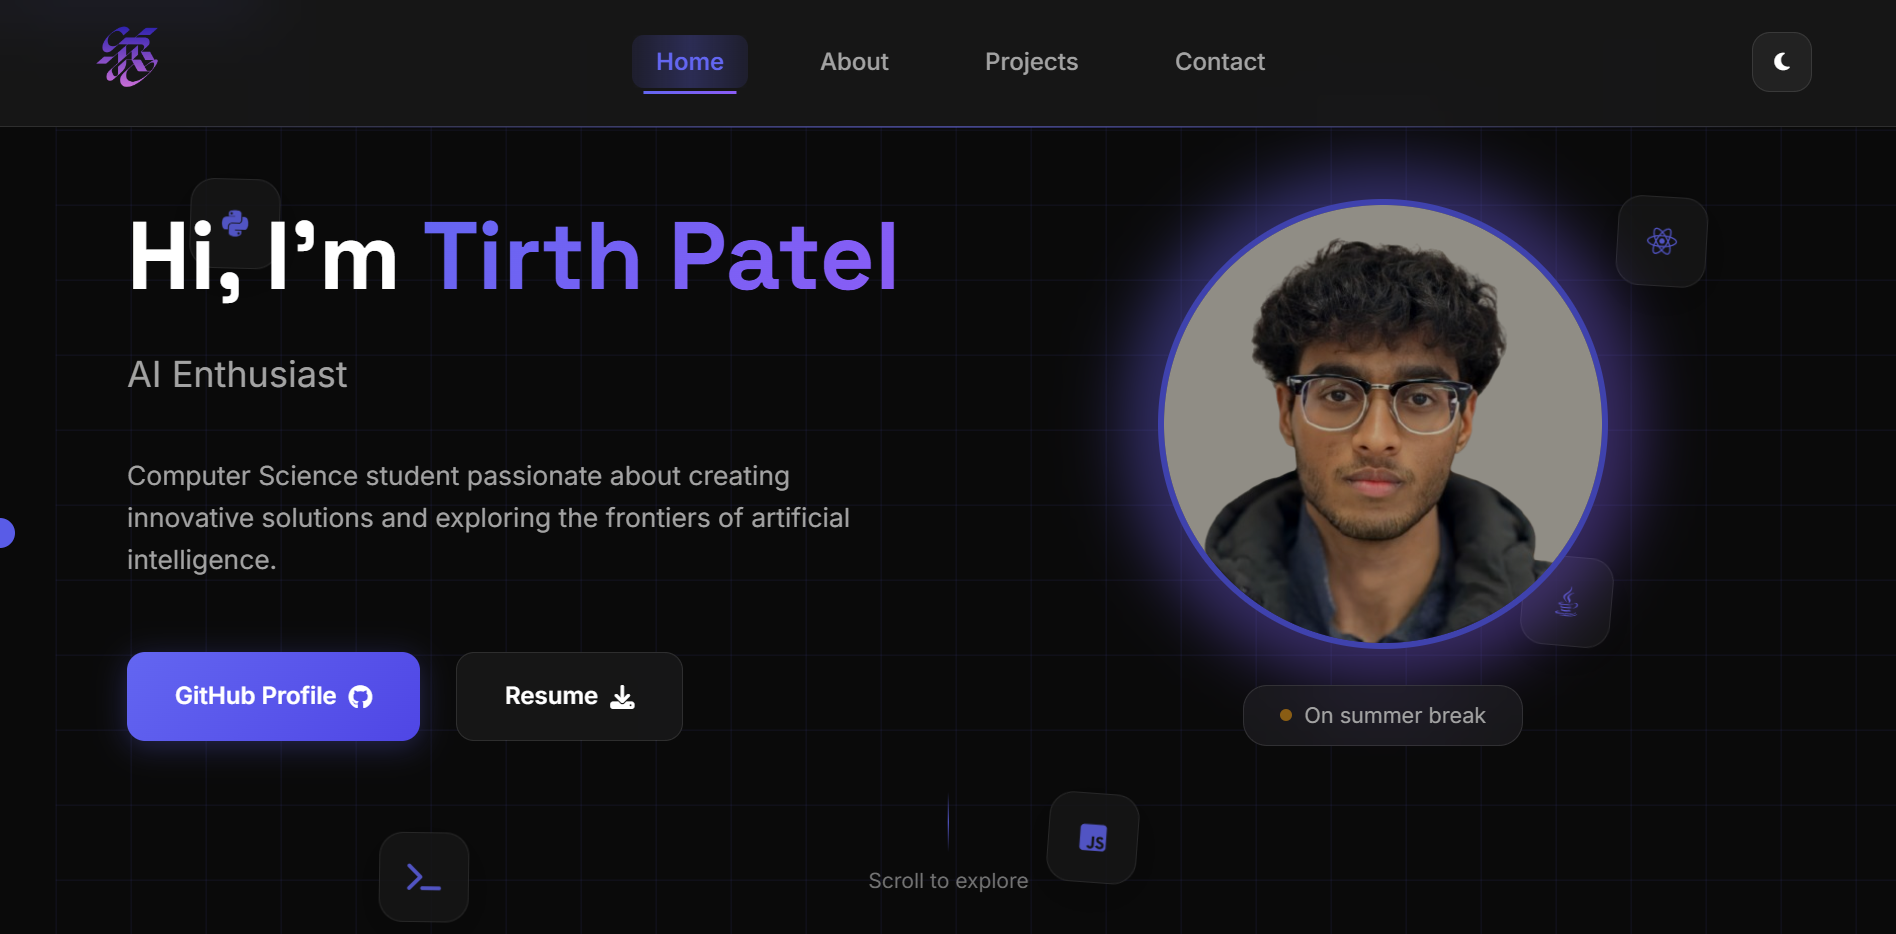 Home
About
Projects
Contact
Hi, I’m Tirth Patel
AI Enthusiast
Computer Science student passionate about creating
innovative solutions and exploring the frontiers of artificial
intelligence.
GitHub Profile
Resume
On summer break
JS
Scroll to explore